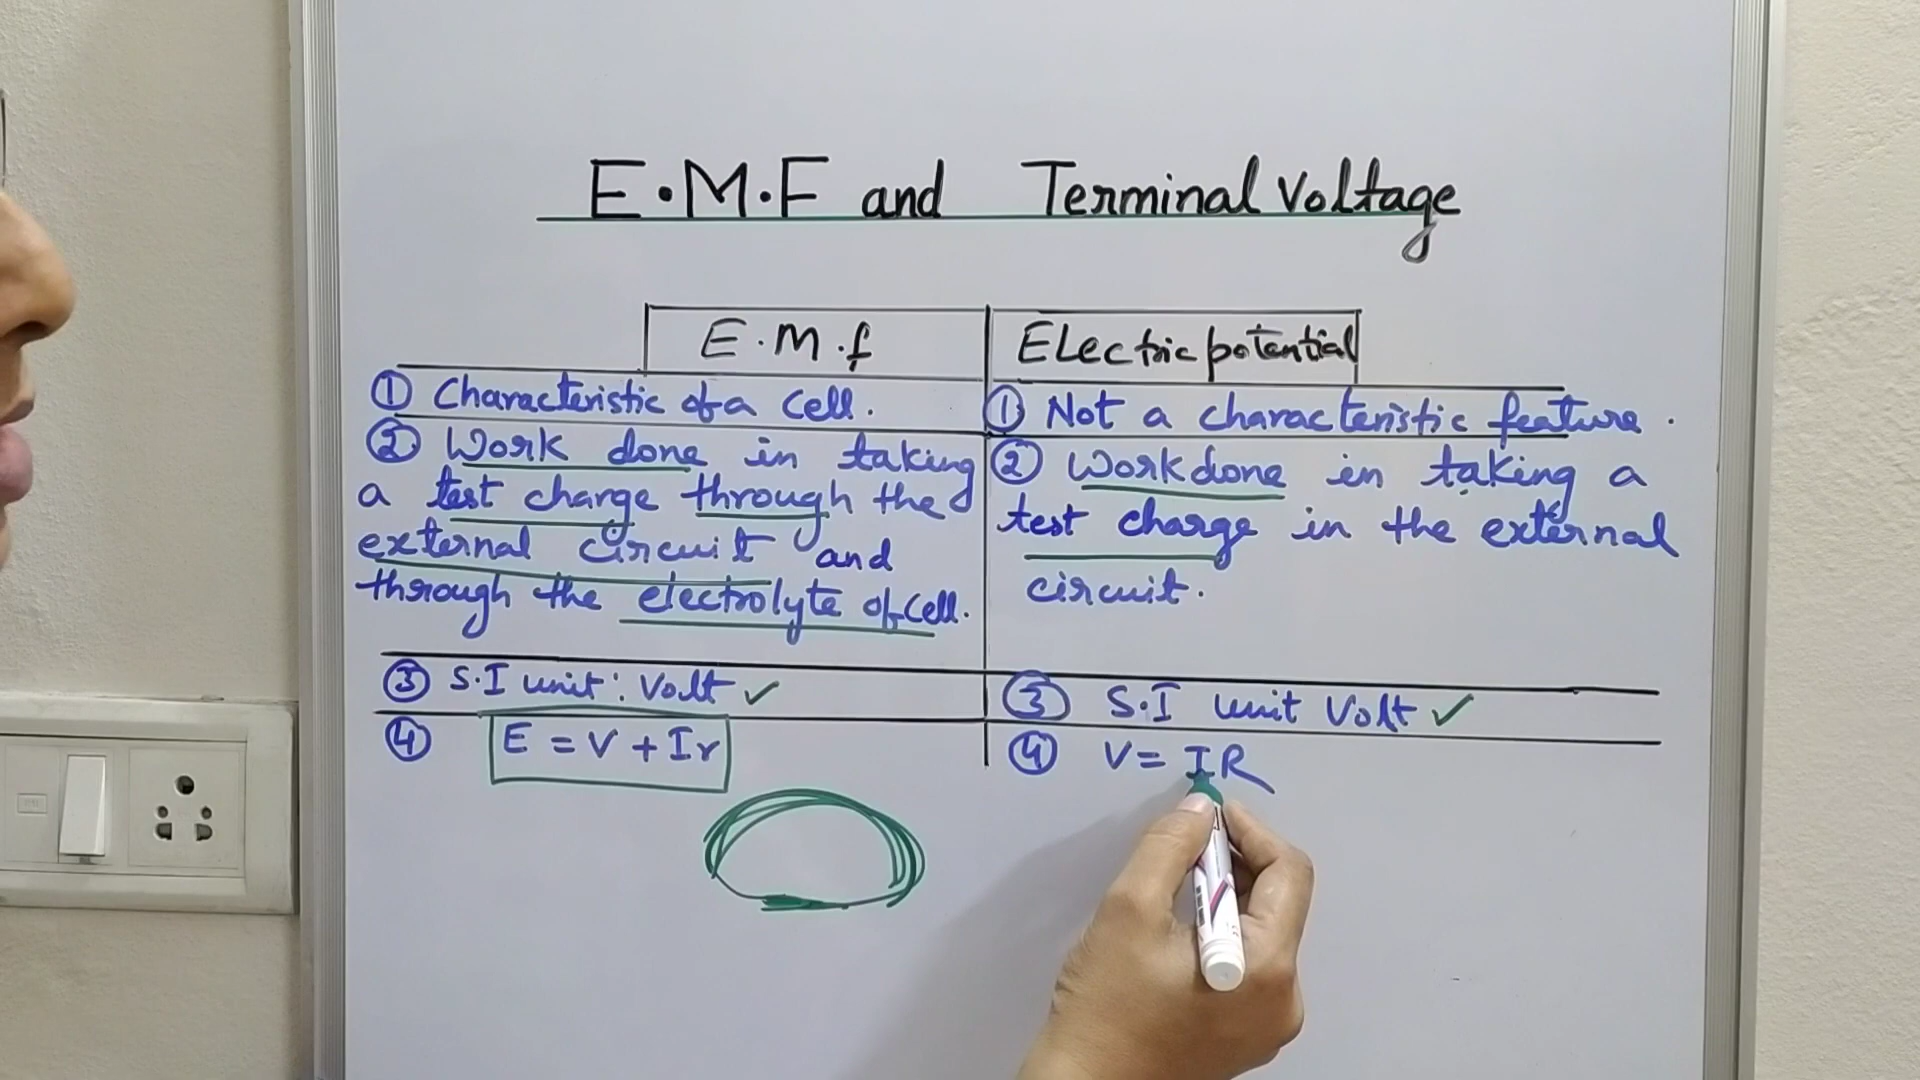 E.M.F and Terminal Voltage
E.M.f
Electric potential
① Characteristic of a cell.
② Work done in taking
a test charge through the
external circuit and
through the electrolyte of cell.
③ S.I unit: Volt ✓
④ E = V + Ir
① Not a characteristic feature.
② Workdone in taking a
test charge in the external
circuit.
③ S.I unit Volt ✓
④ V = IR